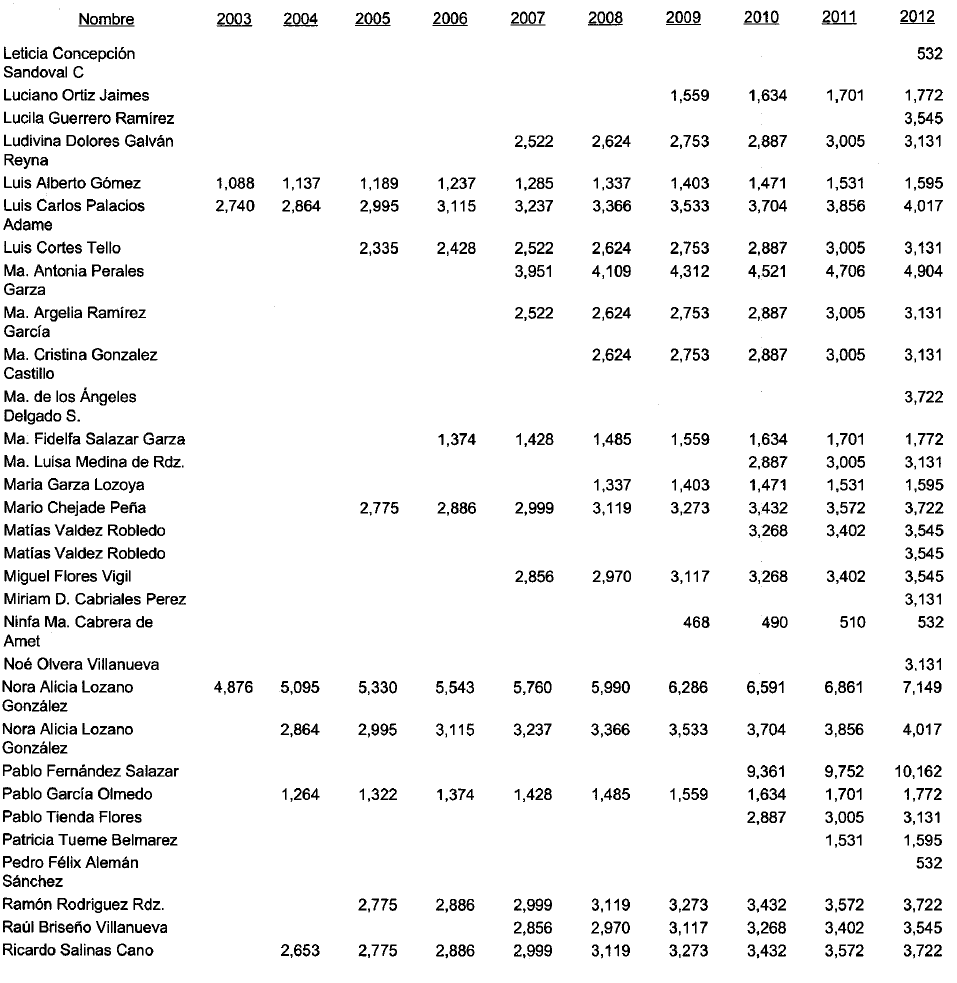 Nombre 2003 2004 2005 2006 2007 2008 2009 2010 2011 2012
Leticia Concepción 532
Sandoval C
Luciano Ortiz Jaimes 1,559 1,634 1,701 1,772
Lucila Guerrero Ramírez 3,545
Ludivina Dolores Galván 2,522 2,624 2,753 2,887 3,005 3,131
Reyna
Luis Alberto Gómez 1,088 1,137 1,189 1,237 1,285 1,337 1,403 1,471 1,531 1,595
Luis Carlos Palacios 2,740 2,864 2,995 3,115 3,237 3,366 3,533 3,704 3,856 4,017
Adame
Luis Cortes Tello 2,335 2,428 2,522 2,624 2,753 2,887 3,005 3,131
Ma. Antonia Perales 3,951 4,109 4,312 4,521 4,706 4,904
Garza
Ma. Argelia Ramírez 2,522 2,624 2,753 2,887 3,005 3,131
García
Ma. Cristina Gonzalez 2,624 2,753 2,887 3,005 3,131
Castillo
Ma. de los Ángeles 3,722
Delgado S.
Ma. Fidelfa Salazar Garza 1,374 1,428 1,485 1,559 1,634 1,701 1,772
Ma. Luisa Medina de Rdz. 2,887 3,005 3,131
Maria Garza Lozoya 1,337 1,403 1,471 1,531 1,595
Mario Chejade Peña 2,775 2,886 2,999 3,119 3,273 3,432 3,572 3,722
Matías Valdez Robledo 3,268 3,402 3,545
Matías Valdez Robledo 3,545
Miguel Flores Vigil 2,856 2,970 3,117 3,268 3,402 3,545
Miriam D. Cabriales Perez 3,131
Ninfa Ma. Cabrera de 468 490 510 532
Amet
Noé Olvera Villanueva 3,131
Nora Alicia Lozano 4,876 5,095 5,330 5,543 5,760 5,990 6,286 6,591 6,861 7,149
González
Nora Alicia Lozano 2,864 2,995 3,115 3,237 3,366 3,533 3,704 3,856 4,017
González
Pablo Fernández Salazar 9,361 9,752 10,162
Pablo García Olmedo 1,264 1,322 1,374 1,428 1,485 1,559 1,634 1,701 1,772
Pablo Tienda Flores 2,887 3,005 3,131
Patricia Tueme Belmarez 1,531 1,595
Pedro Félix Alemán 532
Sánchez
Ramón Rodriguez Rdz. 2,775 2,886 2,999 3,119 3,273 3,432 3,572 3,722
Raúl Briseño Villanueva 2,856 2,970 3,117 3,268 3,402 3,545
Ricardo Salinas Cano 2,653 2,775 2,886 2,999 3,119 3,273 3,432 3,572 3,722